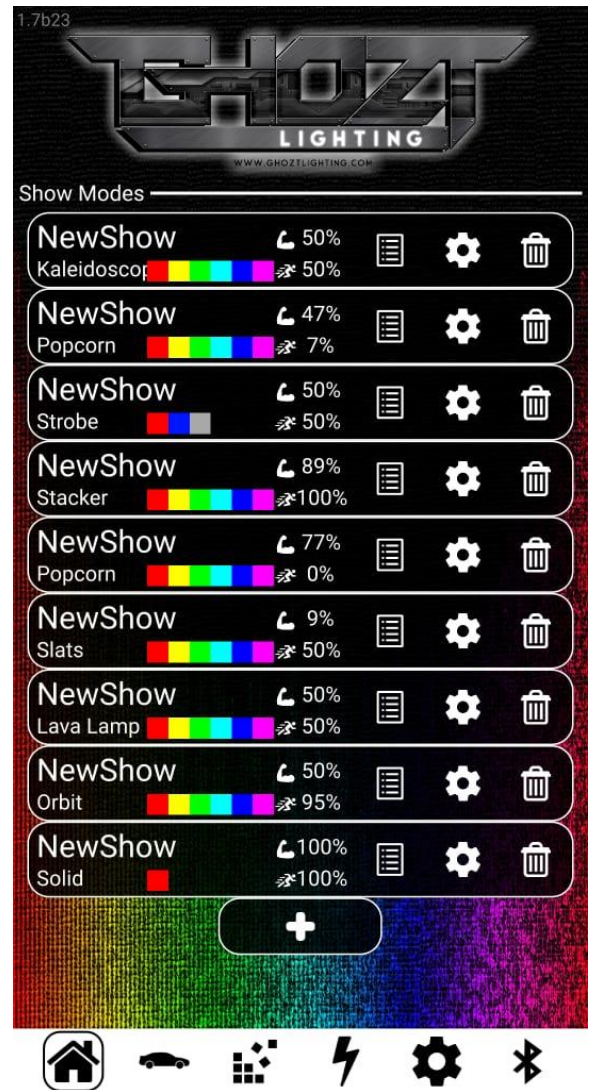 1.7b23
GHOZT
LIGHTING
WWW.GHOZTLIGHTING.COM
Show Modes
NewShow 50%
Kaleidoscop 50%
NewShow 47%
Popcorn 7%
NewShow 50%
Strobe 50%
NewShow 89%
Stacker 100%
NewShow 77%
Popcorn 0%
NewShow 9%
Slats 50%
NewShow 50%
Lava Lamp 50%
NewShow 50%
Orbit 95%
NewShow 100%
Solid 100%